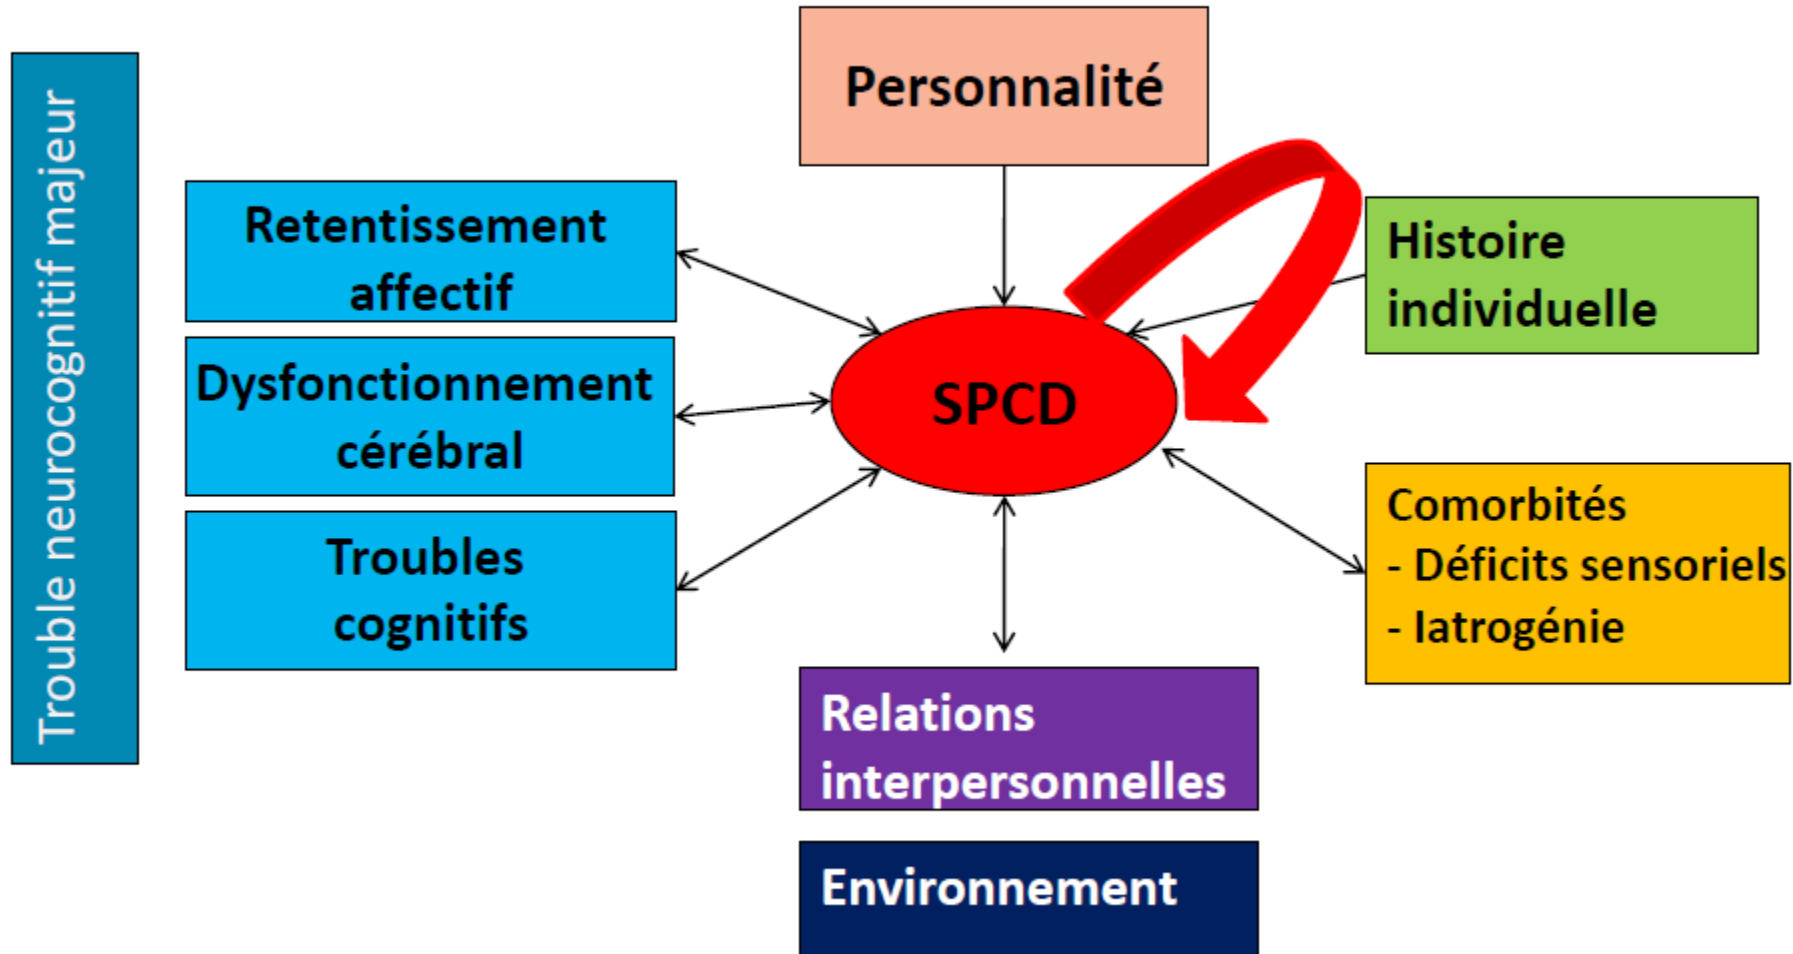 Trouble neurocognitif majeur
Personnalité
Retentissement
affectif
Dysfonctionnement
cérébral
Troubles
cognitifs
SPCD
Histoire
individuelle
Comorbités
- Déficits sensoriels
- Iatrogénie
Relations
interpersonnelles
Environnement